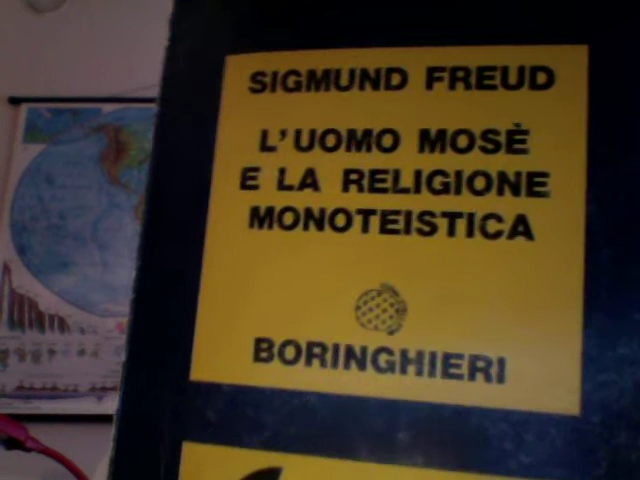 SIGMUND FREUD
L'UOMO MOSÈ
E LA RELIGIONE
MONOTEISTICA
BORINGHIERI